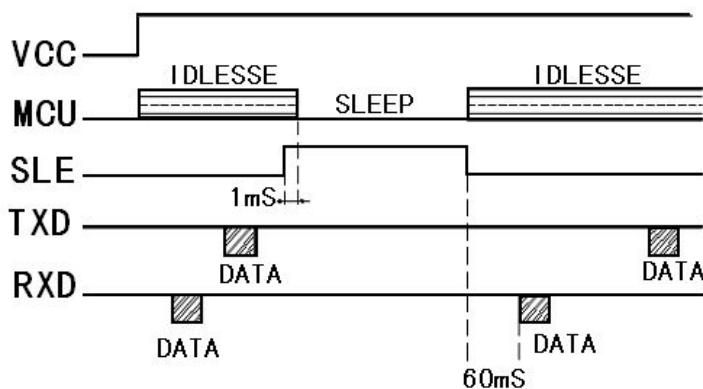 VCC
IDLESSE IDLESSE
MCU SLEEP
SLE
1mS
TXD
DATA DATA
RXD
DATA DATA
60mS